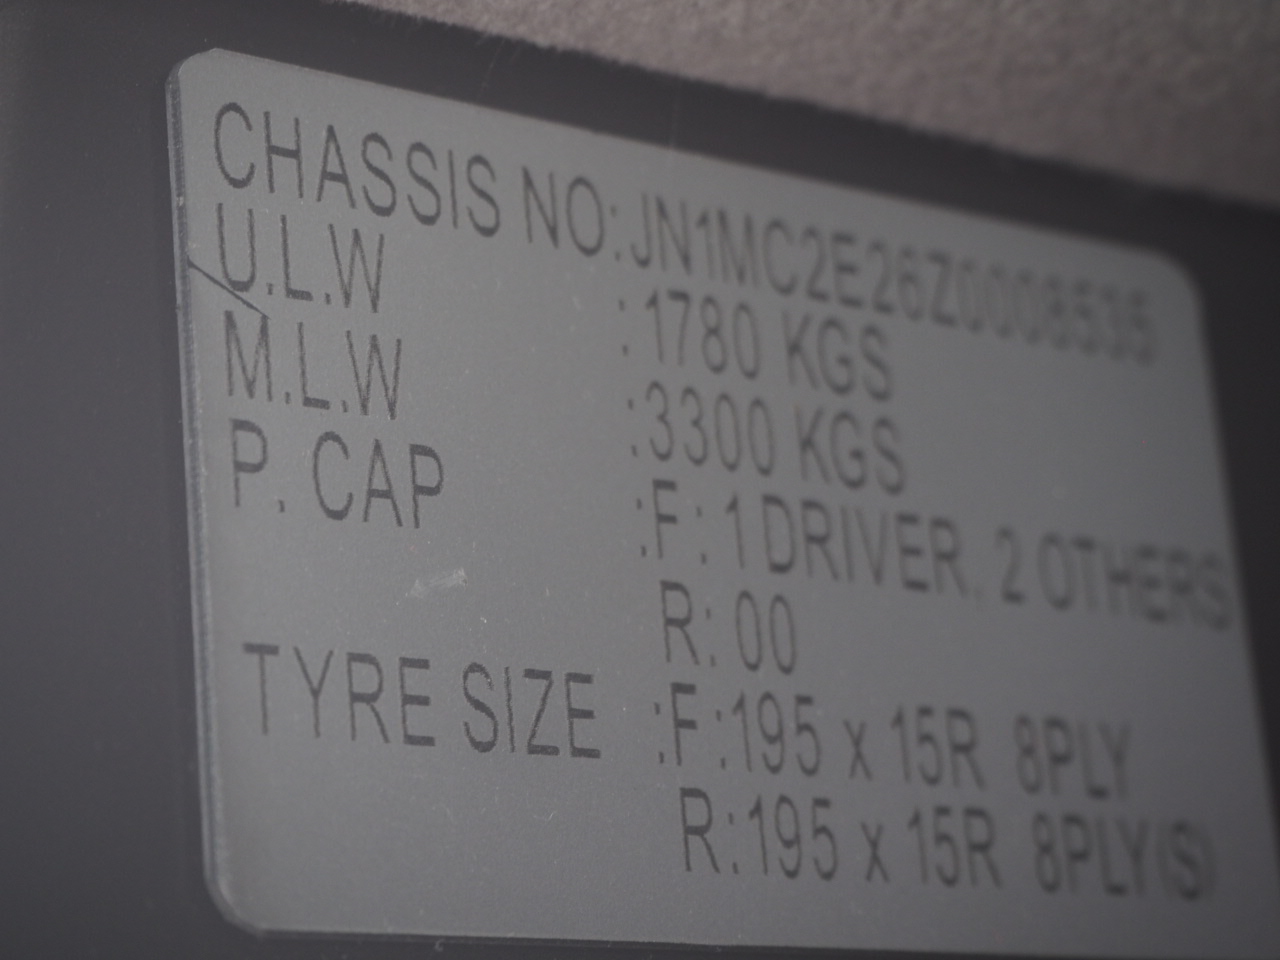 CHASSIS NO: JN1MC2E26Z0008535
U.L.W : 1780 KGS
M.L.W : 3300 KGS
P. CAP : F: 1 DRIVER. 2 OTHERS
R: 00
TYRE SIZE : F: 195 x 15R 8PLY
R: 195 x 15R 8PLY(S)